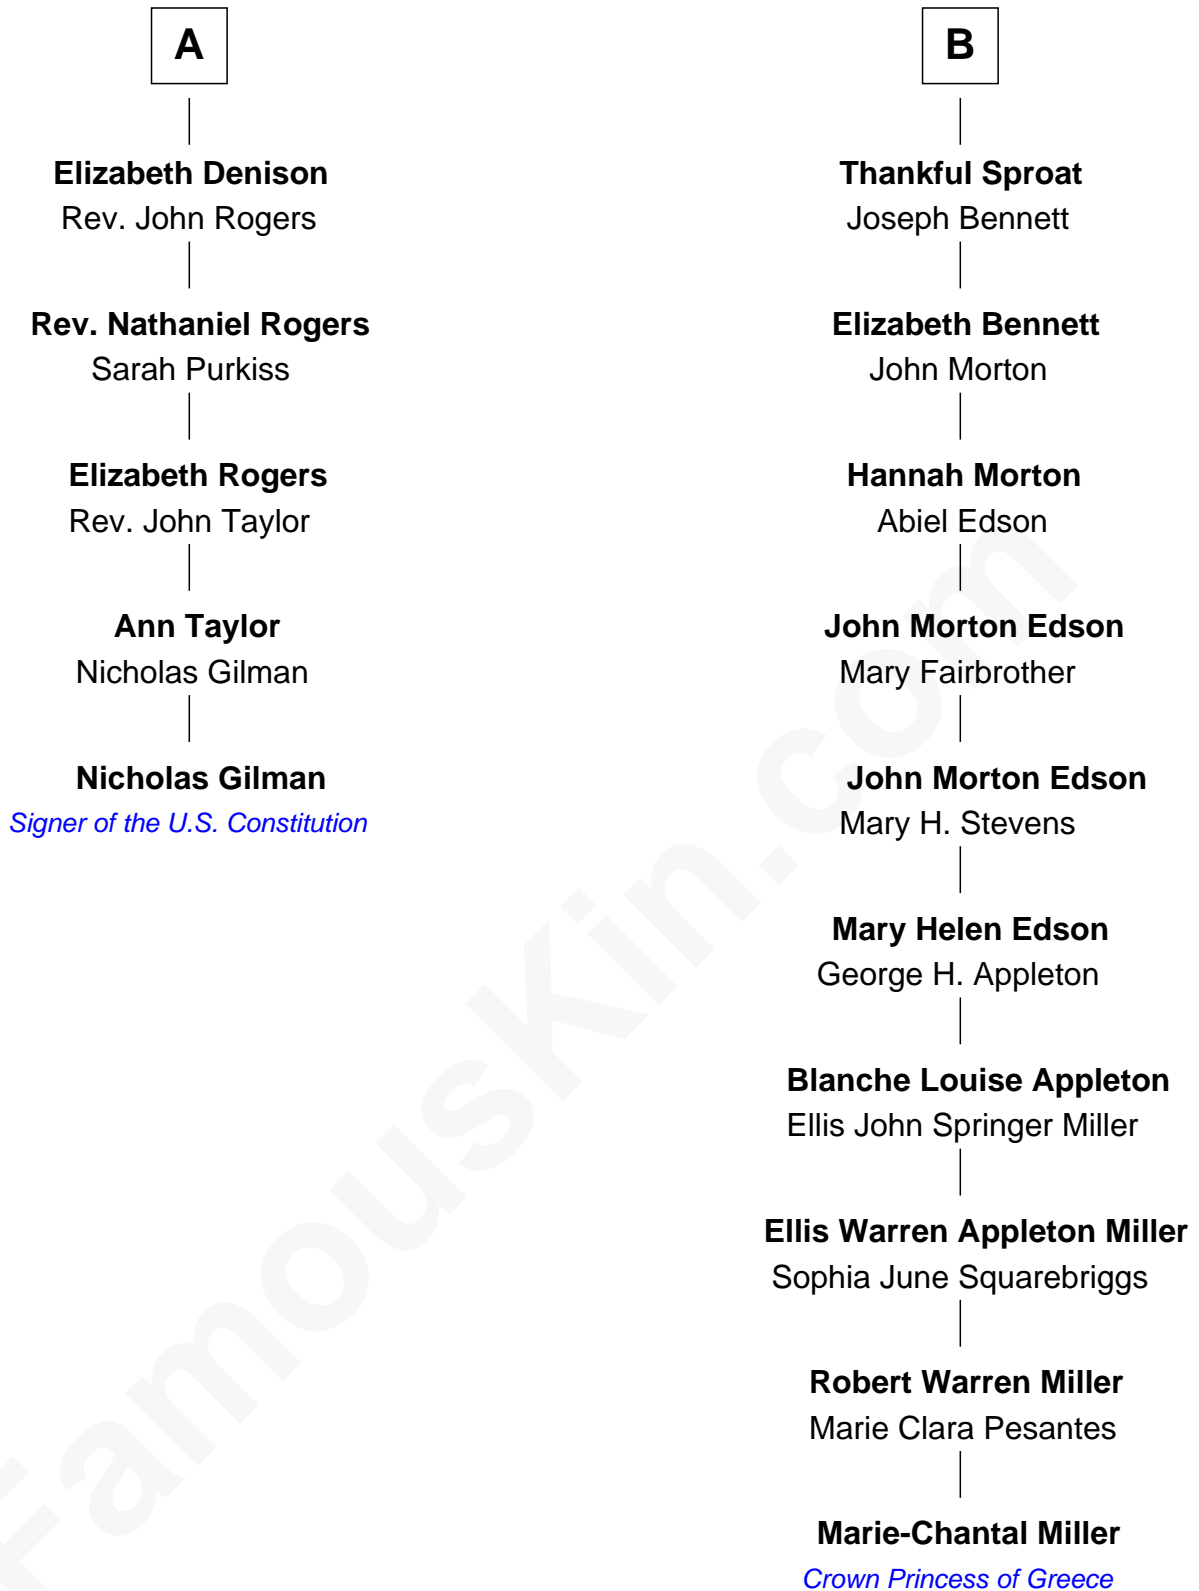 A
Elizabeth Denison
Rev. John Rogers
Rev. Nathaniel Rogers
Sarah Purkiss
Elizabeth Rogers
Rev. John Taylor
Ann Taylor
Nicholas Gilman
Nicholas Gilman
Signer of the U.S. Constitution
B
Thankful Sproat
Joseph Bennett
Elizabeth Bennett
John Morton
Hannah Morton
Abiel Edson
John Morton Edson
Mary Fairbrother
John Morton Edson
Mary H. Stevens
Mary Helen Edson
George H. Appleton
Blanche Louise Appleton
Ellis John Springer Miller
Ellis Warren Appleton Miller
Sophia June Squarebriggs
Robert Warren Miller
Marie Clara Pesantes
Marie-Chantal Miller
Crown Princess of Greece
FamousKin.com